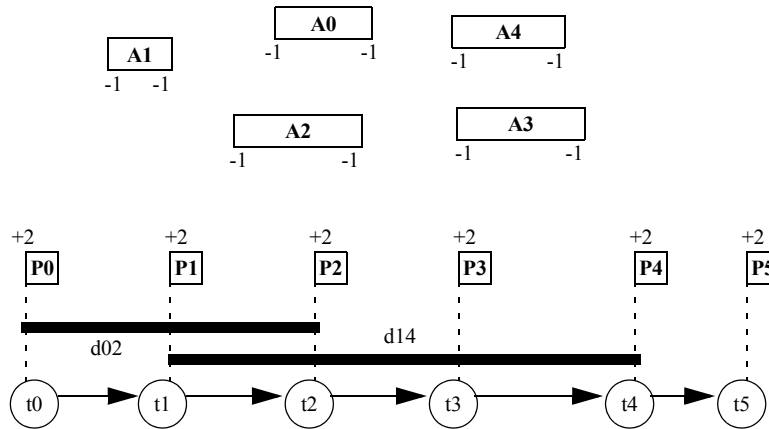 A0 A4
A1
-1 -1 -1 -1
-1 -1
A2 A3
-1 -1 -1 -1
+2 +2 +2 +2 +2 +2
P0 P1 P2 P3 P4 P5
d02 d14
t0 t1 t2 t3 t4 t5